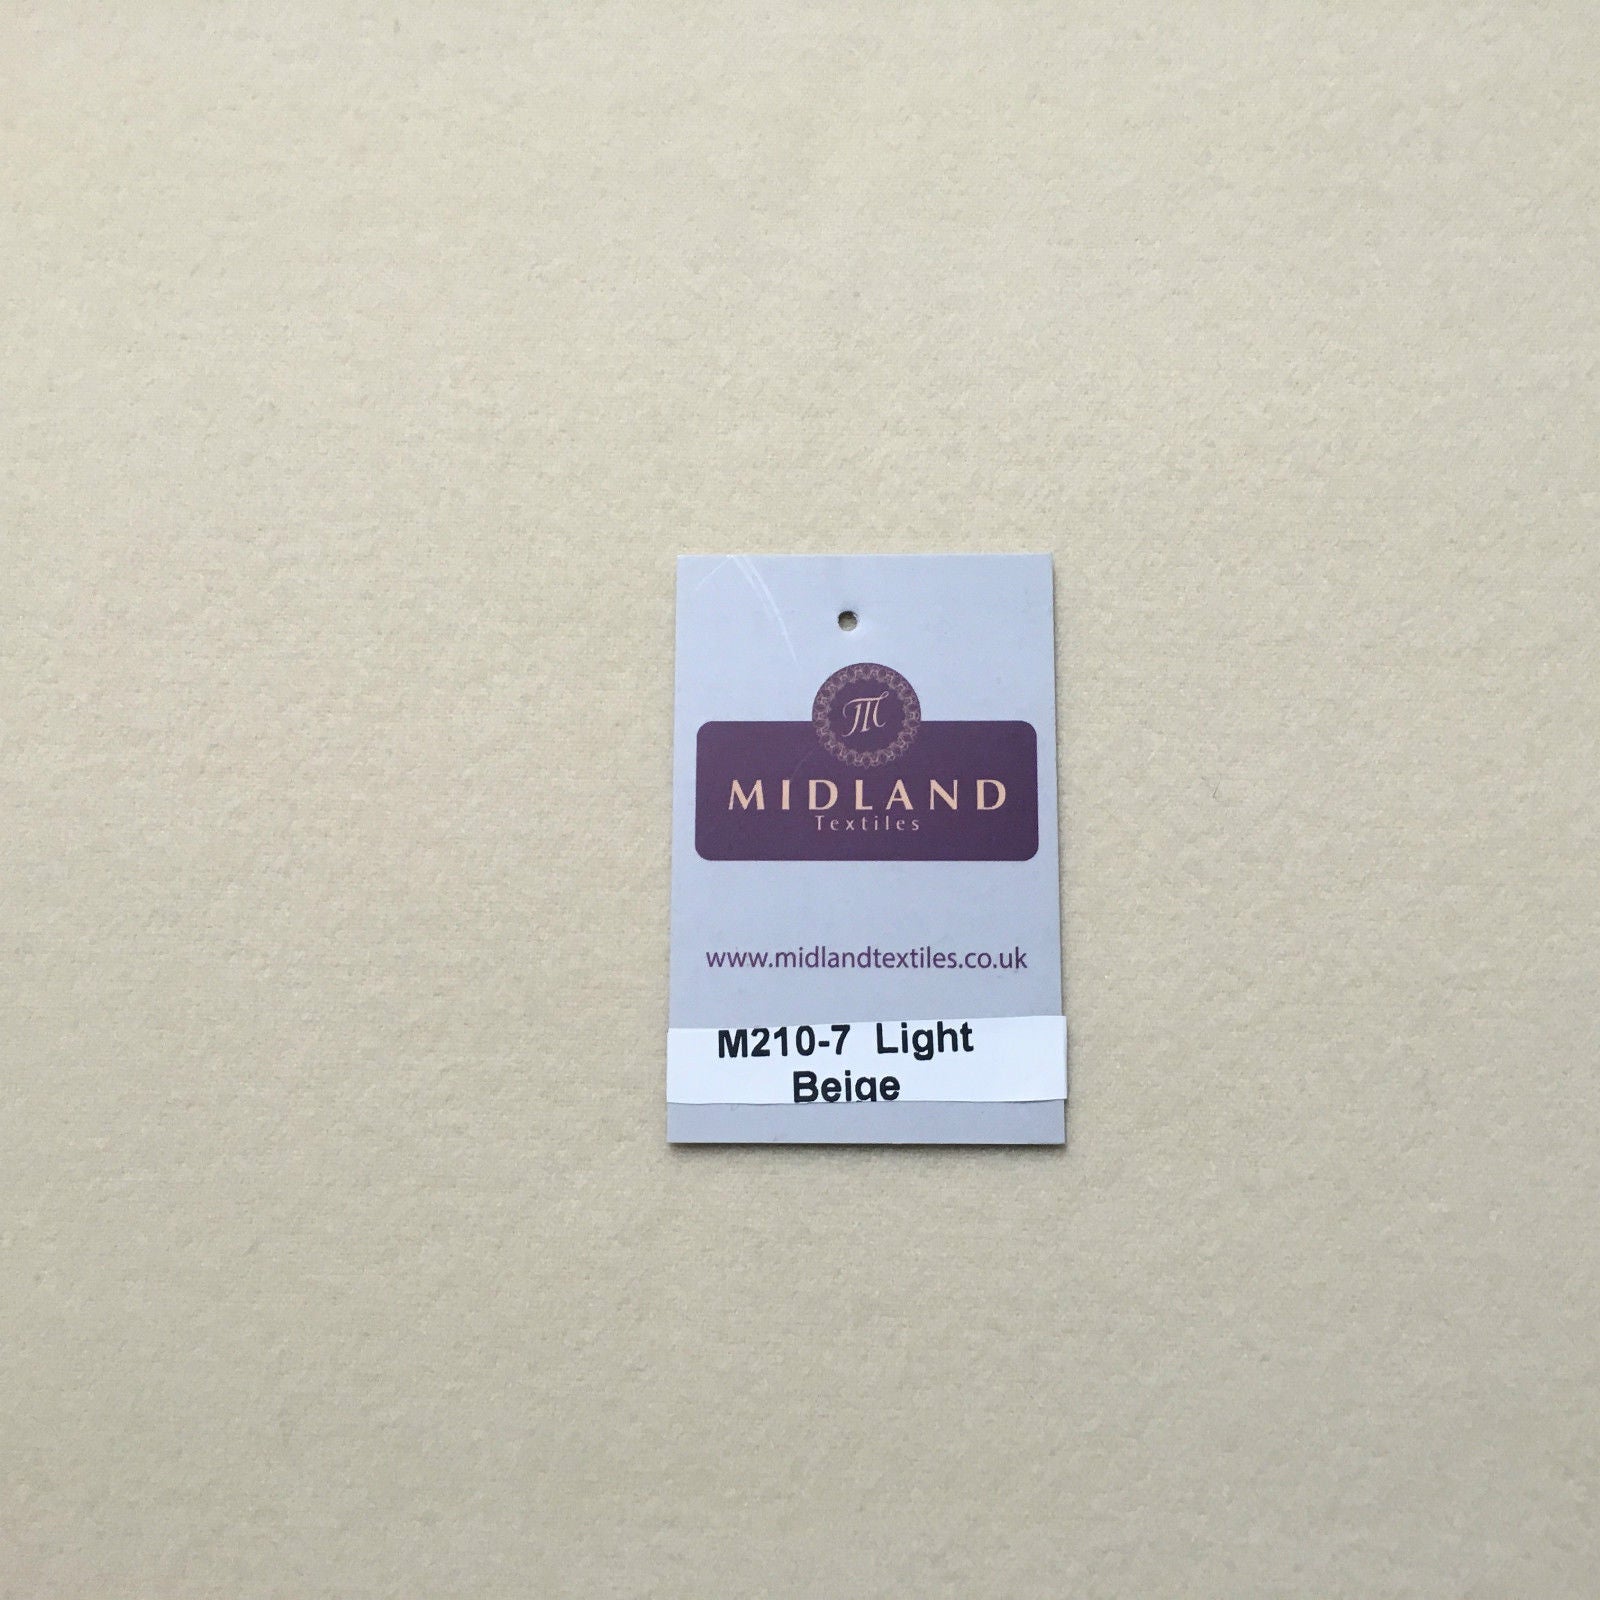 M
MIDLAND
Textiles
www.midlandtextiles.co.uk
M210-7 Light
Beige